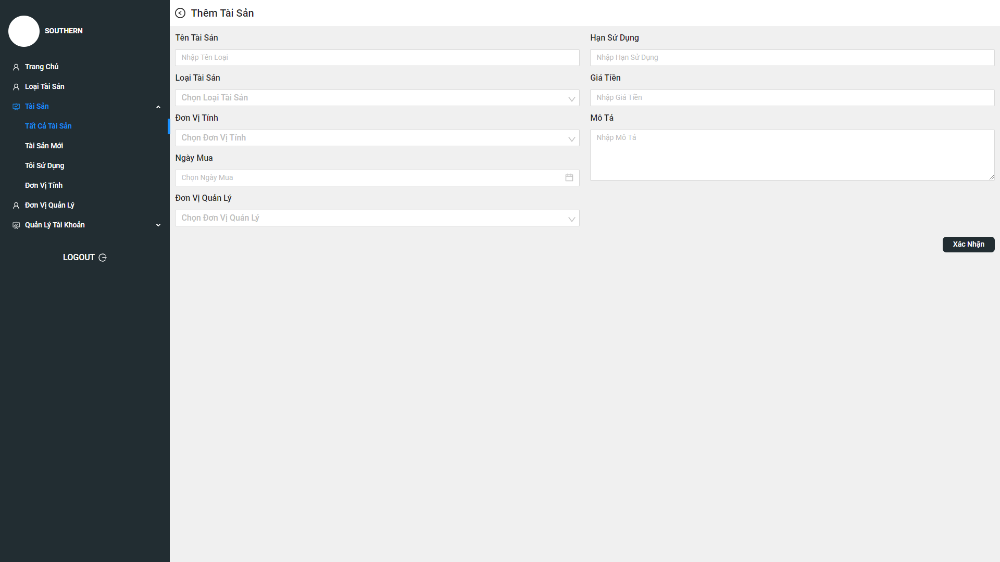 SOUTHERN
Trang Chủ
Loại Tài Sản
Tài Sản
Tất Cả Tài Sản
Tài Sản Mới
Tôi Sử Dụng
Đơn Vị Tính
Đơn Vị Quản Lý
Quản Lý Tài Khoản
LOGOUT
Thêm Tài Sản
Tên Tài Sản
Nhập Tên Loại
Loại Tài Sản
Chọn Loại Tài Sản
Đơn Vị Tính
Chọn Đơn Vị Tính
Ngày Mua
Chọn Ngày Mua
Đơn Vị Quản Lý
Chọn Đơn Vị Quản Lý
Hạn Sử Dụng
Nhập Hạn Sử Dụng
Giá Tiền
Nhập Giá Tiền
Mô Tả
Nhập Mô Tả
Xác Nhận